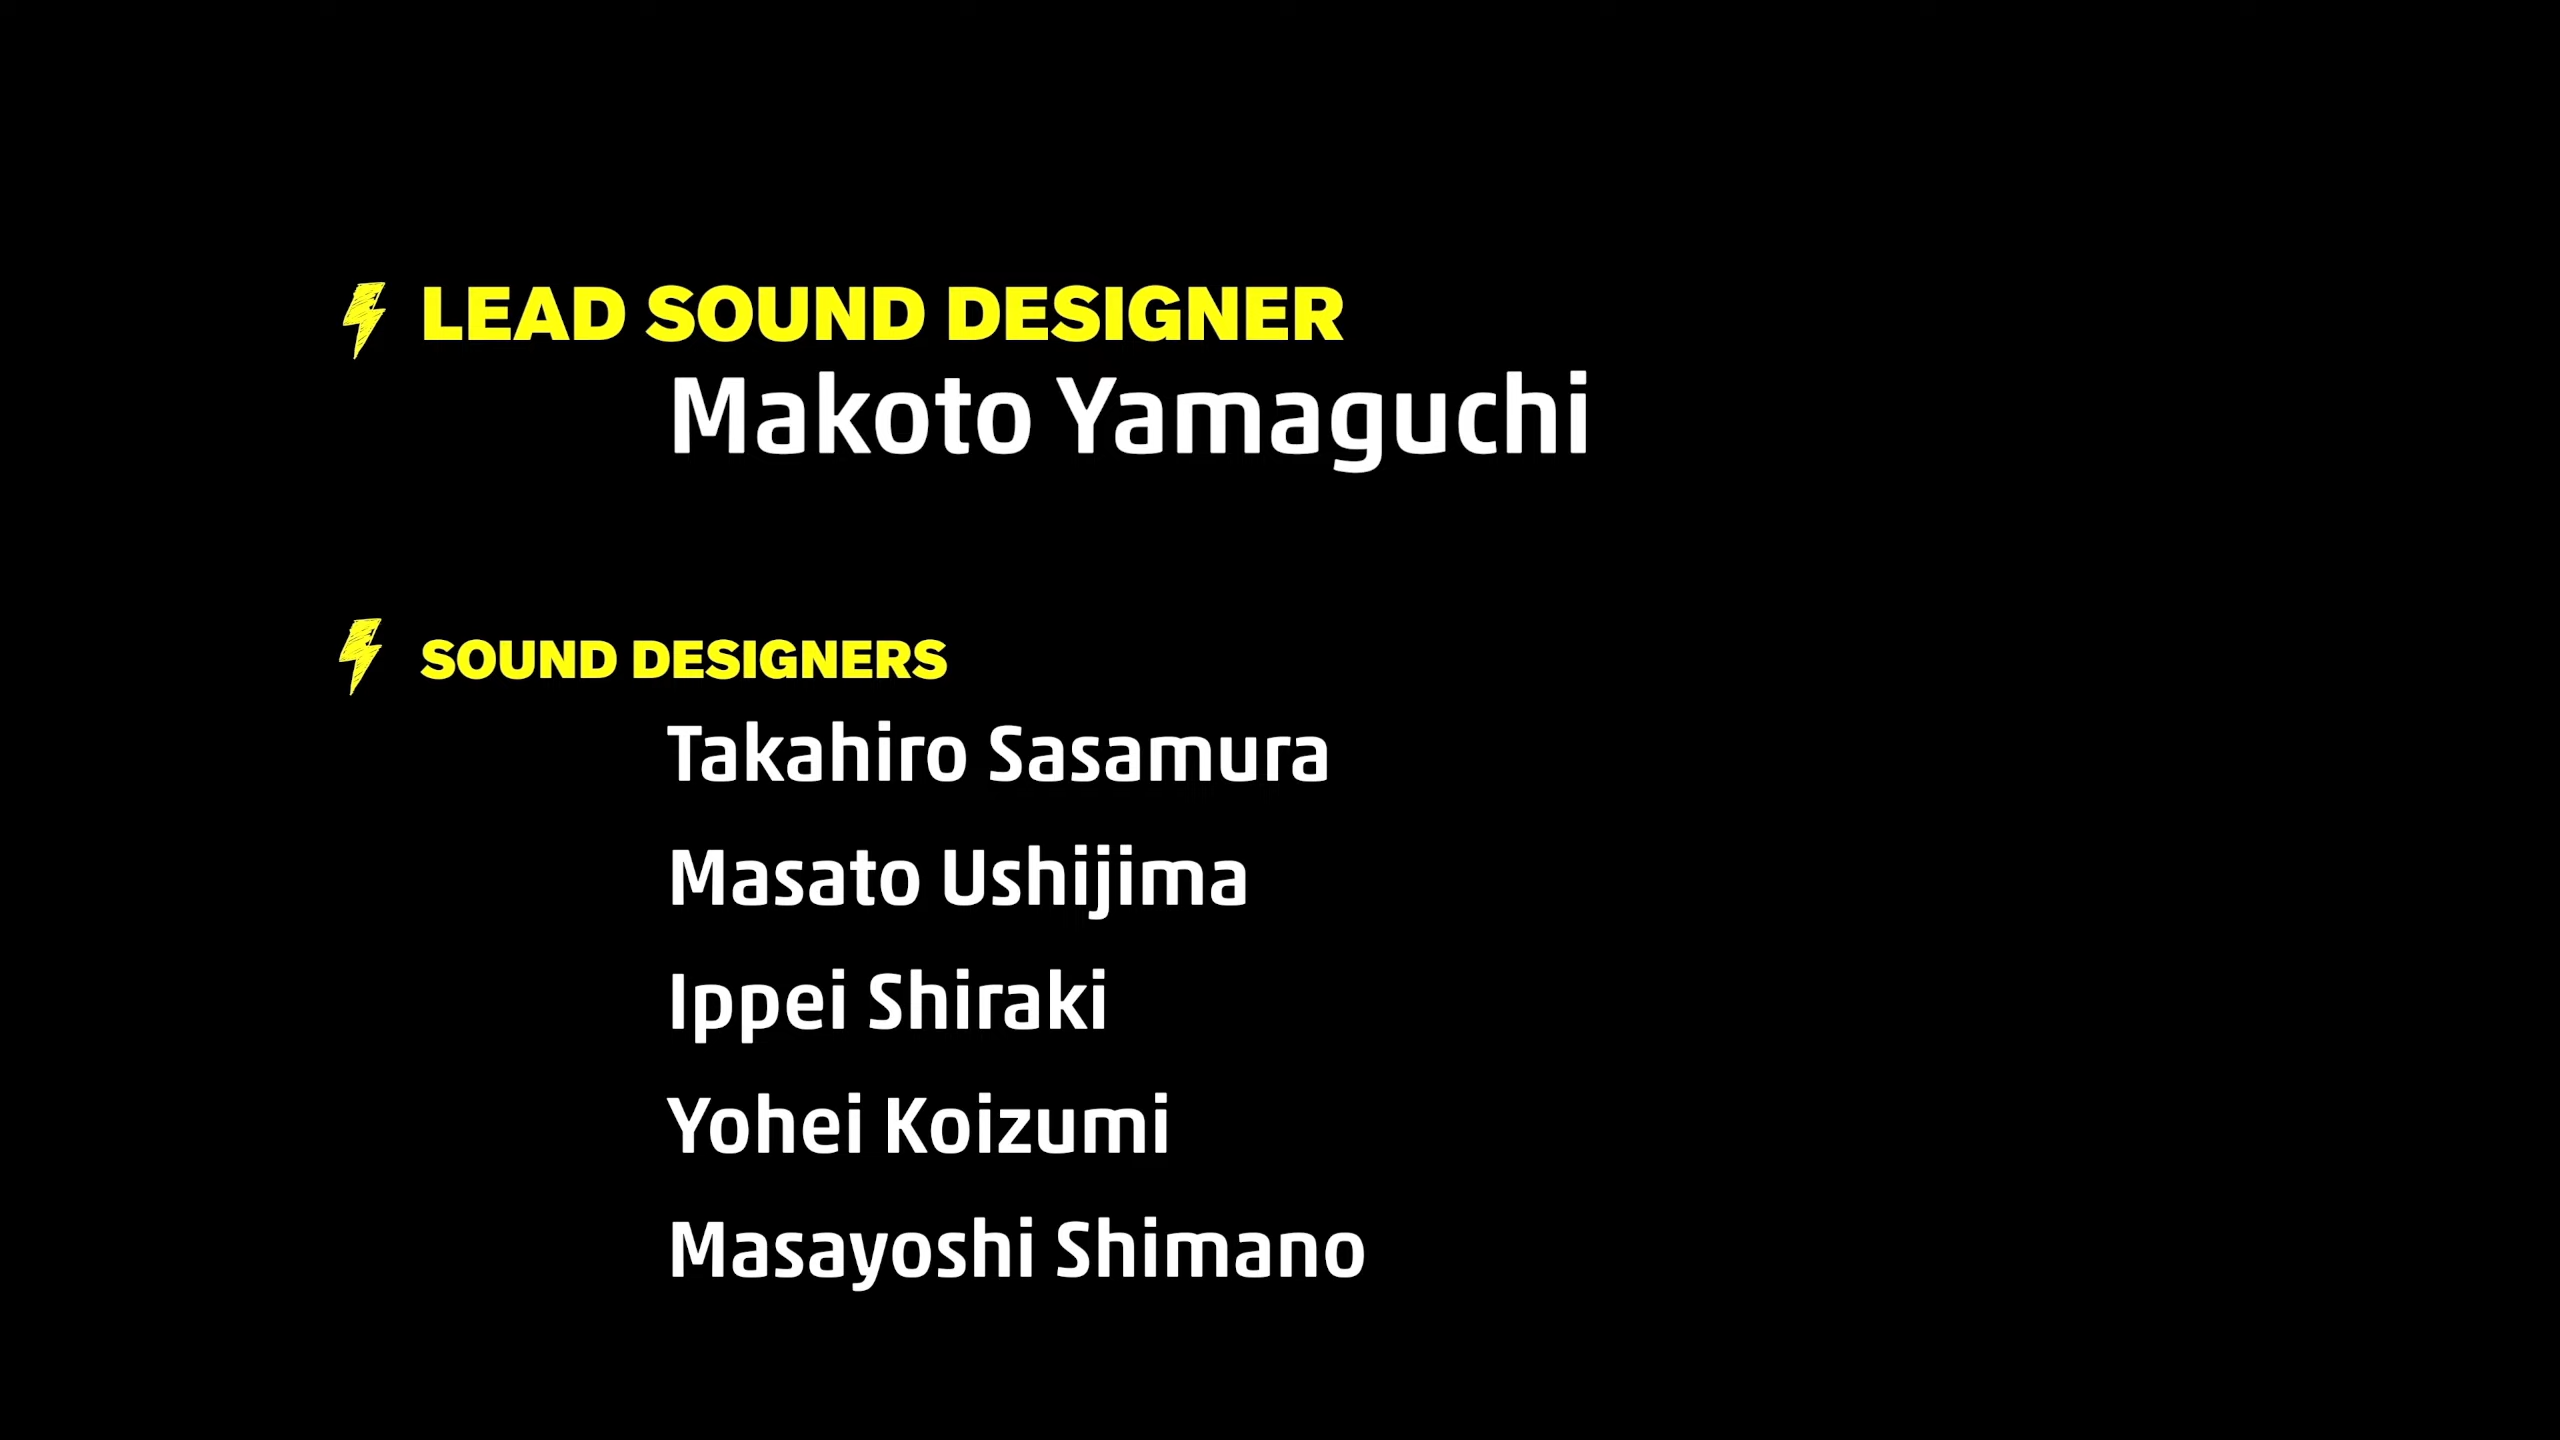 LEAD SOUND DESIGNER
Makoto Yamaguchi
SOUND DESIGNERS
Takahiro Sasamura
Masato Ushijima
Ippei Shiraki
Yohei Koizumi
Masayoshi Shimano